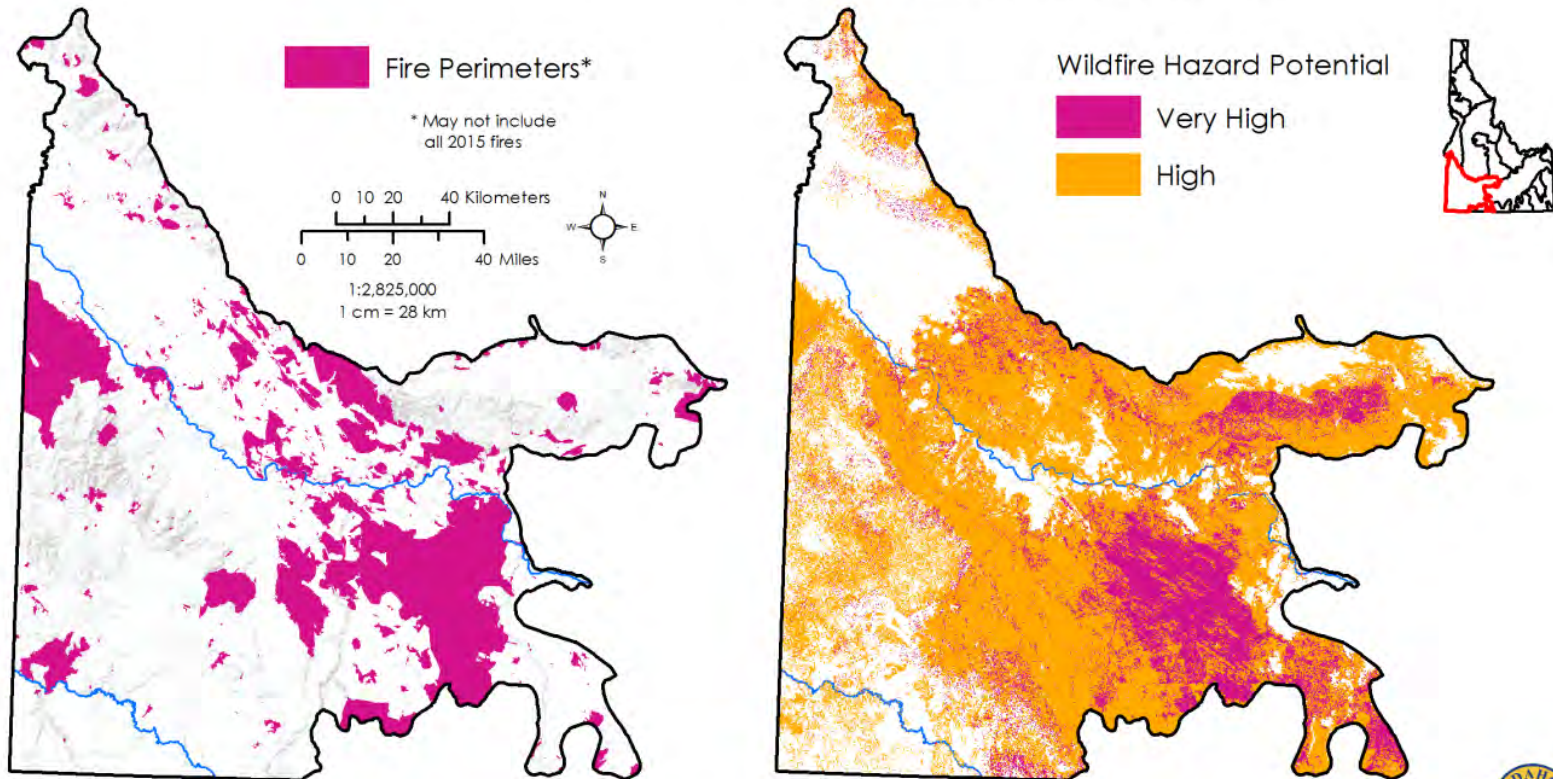 Fire Perimeters*
* May not include
all 2015 fires
0 10 20 40 Kilometers
N
W E
S
0 10 20 40 Miles
1:2,825,000
1 cm = 28 km
Wildfire Hazard Potential
Very High
High